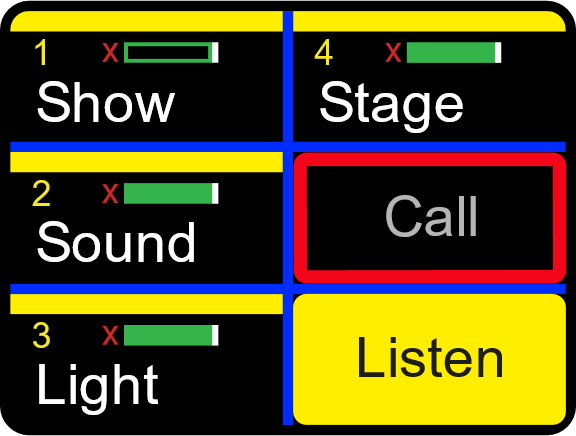 1 X
Show
4 X
Stage
2 X
Sound
Call
3 X
Light
Listen